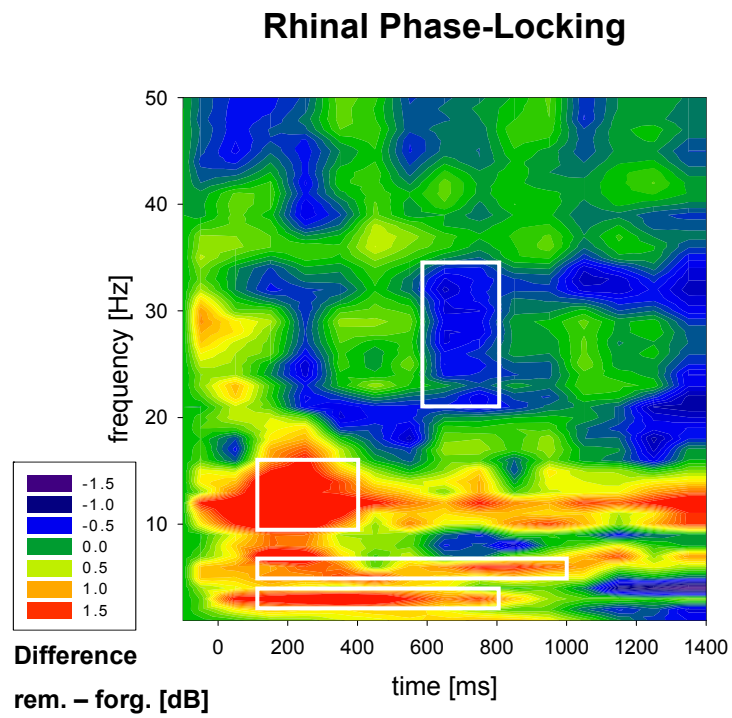 Rhinal Phase-Locking
50
40
30
20
10
frequency [Hz]
0 200 400 600 800 1000 1200 1400
time [ms]
-1.5
-1.0
-0.5
0.0
0.5
1.0
1.5
Difference
rem. – forg. [dB]